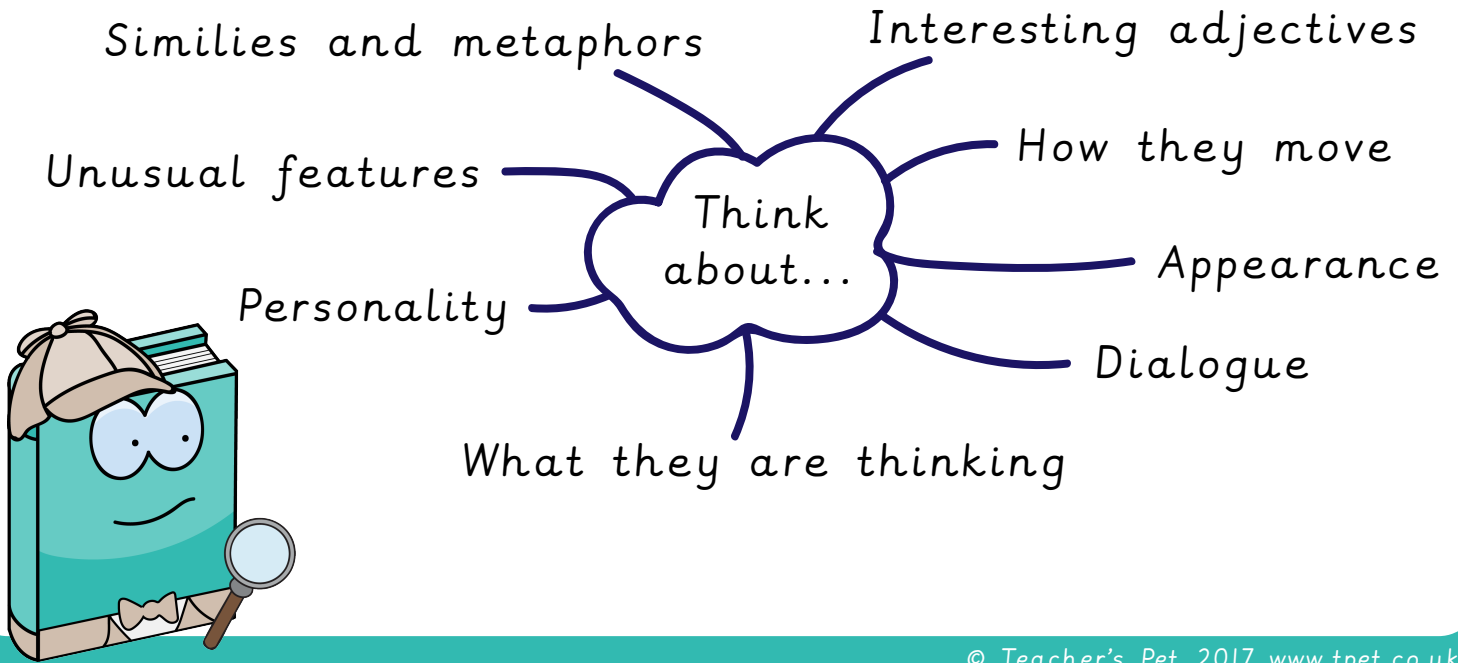 Similies and metaphors
Interesting adjectives
Unusual features
How they move
Think
about...
Personality
Appearance
Dialogue
What they are thinking
© Teacher's Pet 2017 www.tpet.co.uk